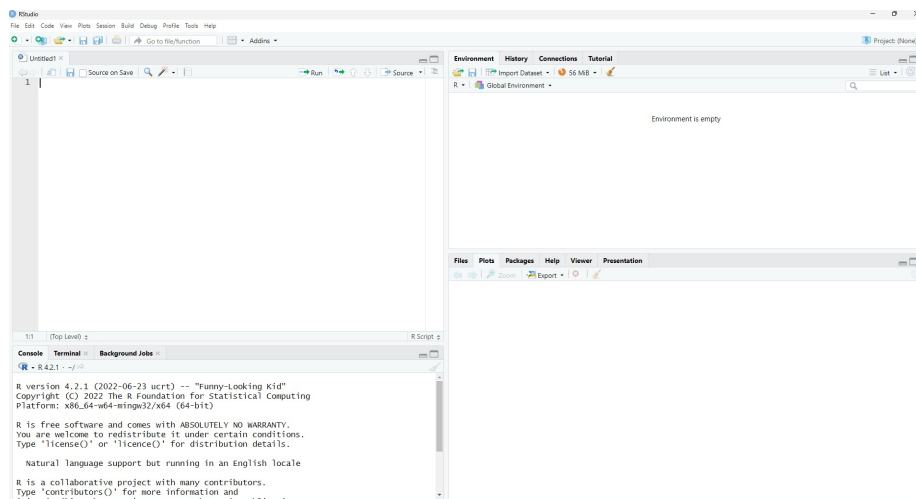 RStudio
File Edit Code View Plots Session Build Debug Profile Tools Help
Go to file/function Addins
Project: (None)
Untitled1
Source on Save Run Source
1
1:1 (Top Level) R Script
Console Terminal Background Jobs
R 4.2.1 · ~/
R version 4.2.1 (2022-06-23 ucrt) -- "Funny-Looking Kid"
Copyright (C) 2022 The R Foundation for Statistical Computing
Platform: x86_64-w64-mingw32/x64 (64-bit)
R is free software and comes with ABSOLUTELY NO WARRANTY.
You are welcome to redistribute it under certain conditions.
Type 'license()' or 'licence()' for distribution details.
Natural language support but running in an English locale
R is a collaborative project with many contributors.
Type 'contributors()' for more information and
Environment History Connections Tutorial
Import Dataset 56 MiB List
R Global Environment
Environment is empty
Files Plots Packages Help Viewer Presentation
Zoom Export